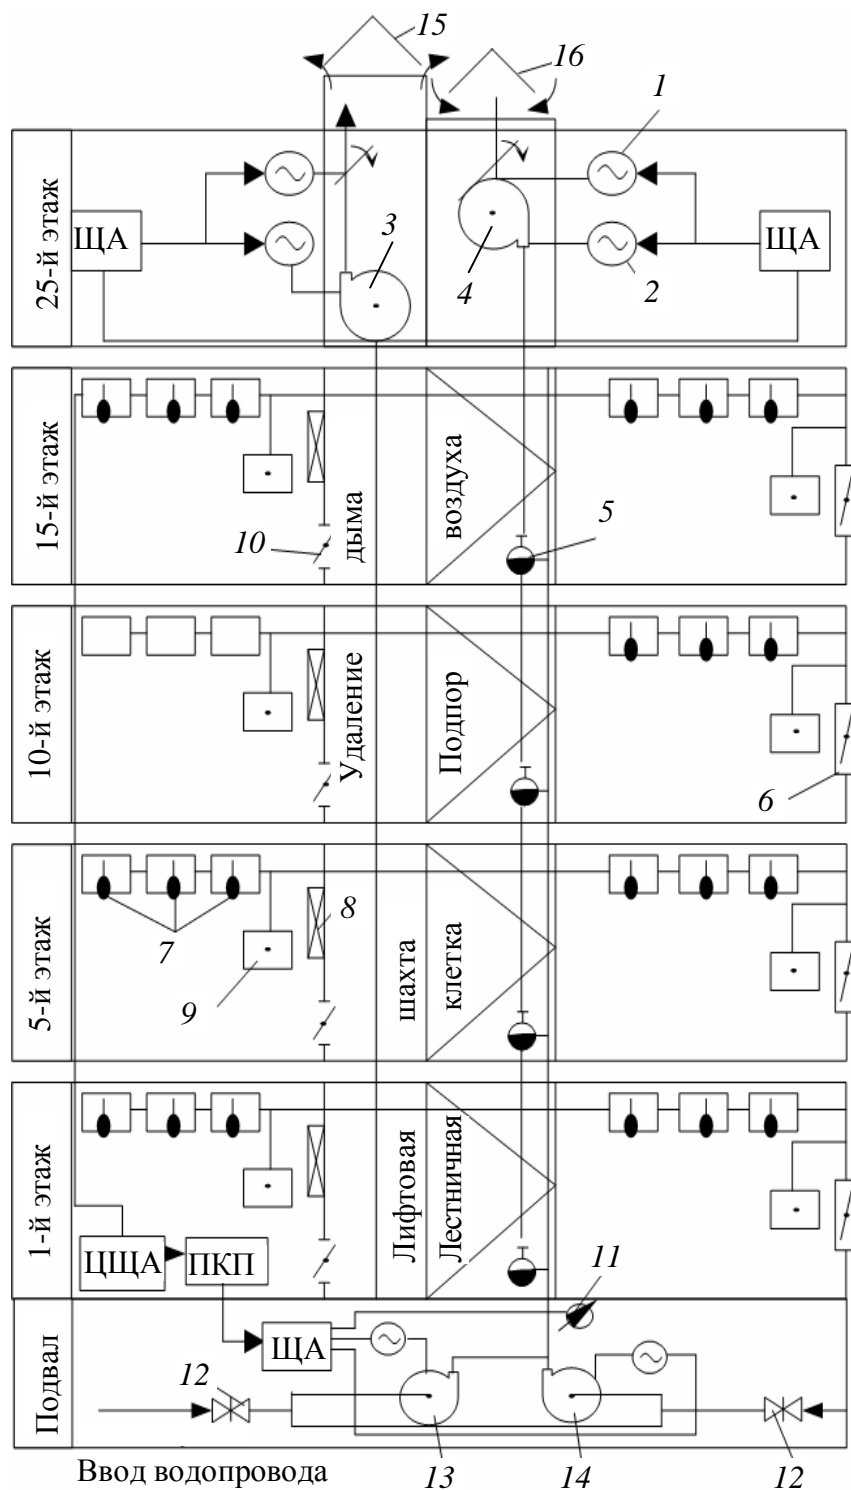 15
16
1
25-й этаж
ЩА
3
4
2
ЩА
15-й этаж
дыма
воздуха
10
5
10-й этаж
Удаление
Подпор
6
5-й этаж
7
8
9
шахта
клетка
1-й этаж
Лифтовая
Лестничная
ЦЩА
ПКП
11
Подвал
ЩА
12
13
14
12
Ввод водопровода